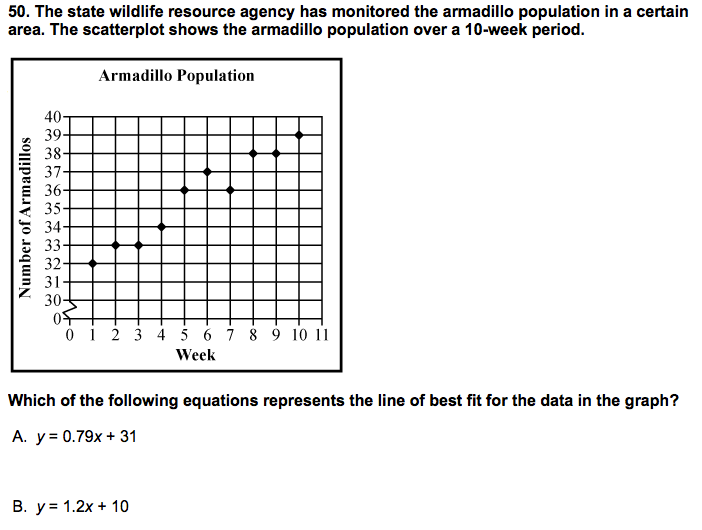 50. The state wildlife resource agency has monitored the armadillo population in a certain
area. The scatterplot shows the armadillo population over a 10-week period.
Armadillo Population
Number of Armadillos
40
39
38
37
36
35
34
33
32
31
30
0
0 1 2 3 4 5 6 7 8 9 10 11
Week
Which of the following equations represents the line of best fit for the data in the graph?
A. y = 0.79x + 31
B. y = 1.2x + 10